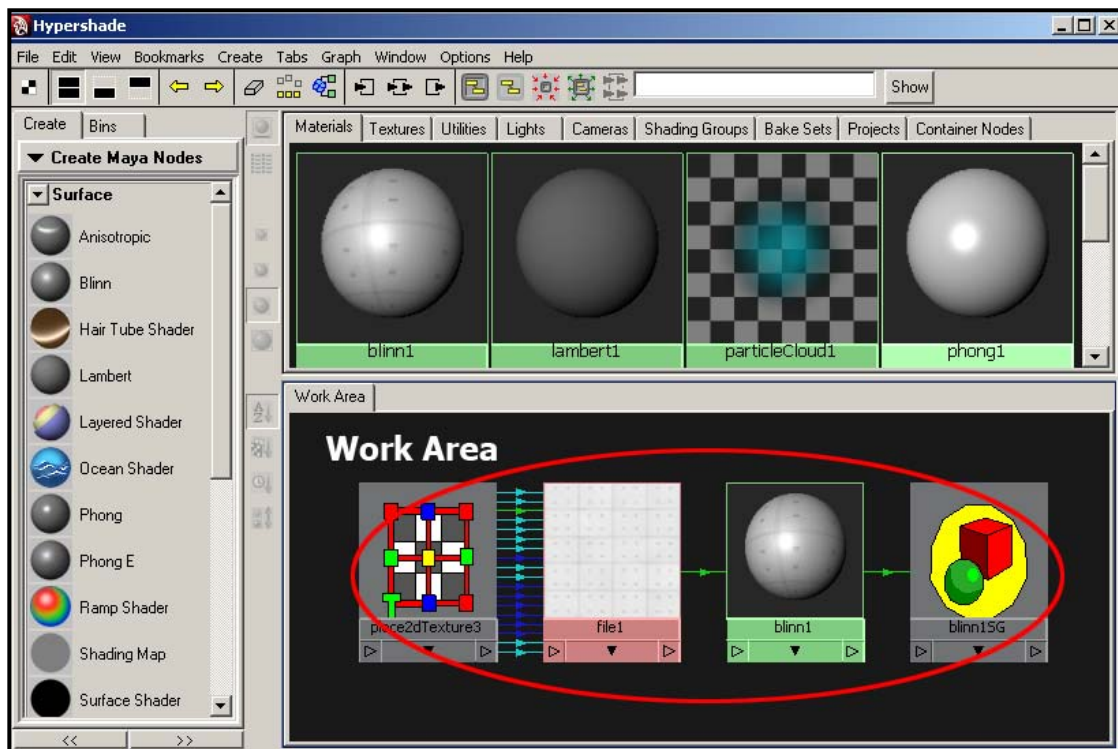 Hypershade
File Edit View Bookmarks Create Tabs Graph Window Options Help
Show
Create Bins
Create Maya Nodes
Surface
Anisotropic
Blinn
Hair Tube Shader
Lambert
Layered Shader
Ocean Shader
Phong
Phong E
Ramp Shader
Shading Map
Surface Shader
<< >>
Materials Textures Utilities Lights Cameras Shading Groups Bake Sets Projects Container Nodes
blinn1 lambert1 particleCloud1 phong1
Work Area
Work Area
place2dTexture3 file1 blinn1 blinn1SG